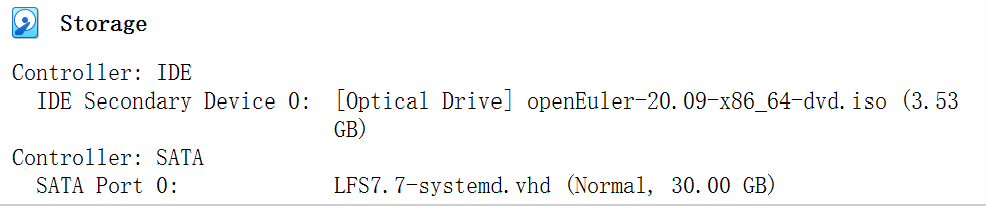 Storage
Controller: IDE
IDE Secondary Device 0: [Optical Drive] openEuler-20.09-x86_64-dvd.iso (3.53
GB)
Controller: SATA
SATA Port 0: LFS7.7-systemd.vhd (Normal, 30.00 GB)